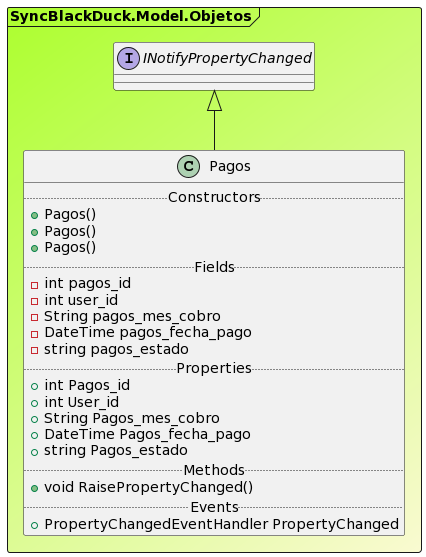 SyncBlackDuck.Model.Objetos
I INotifyPropertyChanged
C Pagos
Constructors
Pagos()
Pagos()
Pagos()
Fields
int pagos_id
int user_id
String pagos_mes_cobro
DateTime pagos_fecha_pago
string pagos_estado
Properties
int Pagos_id
int User_id
String Pagos_mes_cobro
DateTime Pagos_fecha_pago
string Pagos_estado
Methods
void RaisePropertyChanged()
Events
PropertyChangedEventHandler PropertyChanged